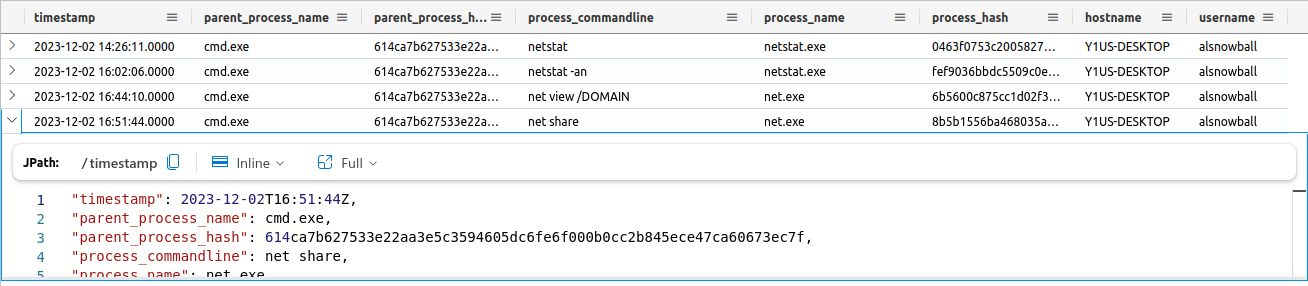 timestamp parent_process_name parent_process_h... process_commandline process_name process_hash hostname username
2023-12-02 14:26:11.0000 cmd.exe 614ca7b627533e22a... netstat netstat.exe 0463f0753c2005827... Y1US-DESKTOP alsnowball
2023-12-02 16:02:06.0000 cmd.exe 614ca7b627533e22a... netstat -an netstat.exe fef9036bbdc5509c0e... Y1US-DESKTOP alsnowball
2023-12-02 16:44:10.0000 cmd.exe 614ca7b627533e22a... net view /DOMAIN net.exe 6b5600c875cc1d02f3... Y1US-DESKTOP alsnowball
2023-12-02 16:51:44.0000 cmd.exe 614ca7b627533e22a... net share net.exe 8b5b1556ba468035a... Y1US-DESKTOP alsnowball
JPath: /timestamp Inline Full
1 "timestamp": 2023-12-02T16:51:44Z,
2 "parent_process_name": cmd.exe,
3 "parent_process_hash": 614ca7b627533e22aa3e5c3594605dc6fe6f000b0cc2b845ece47ca60673ec7f,
4 "process_commandline": net share,
5 "process_name": net.exe